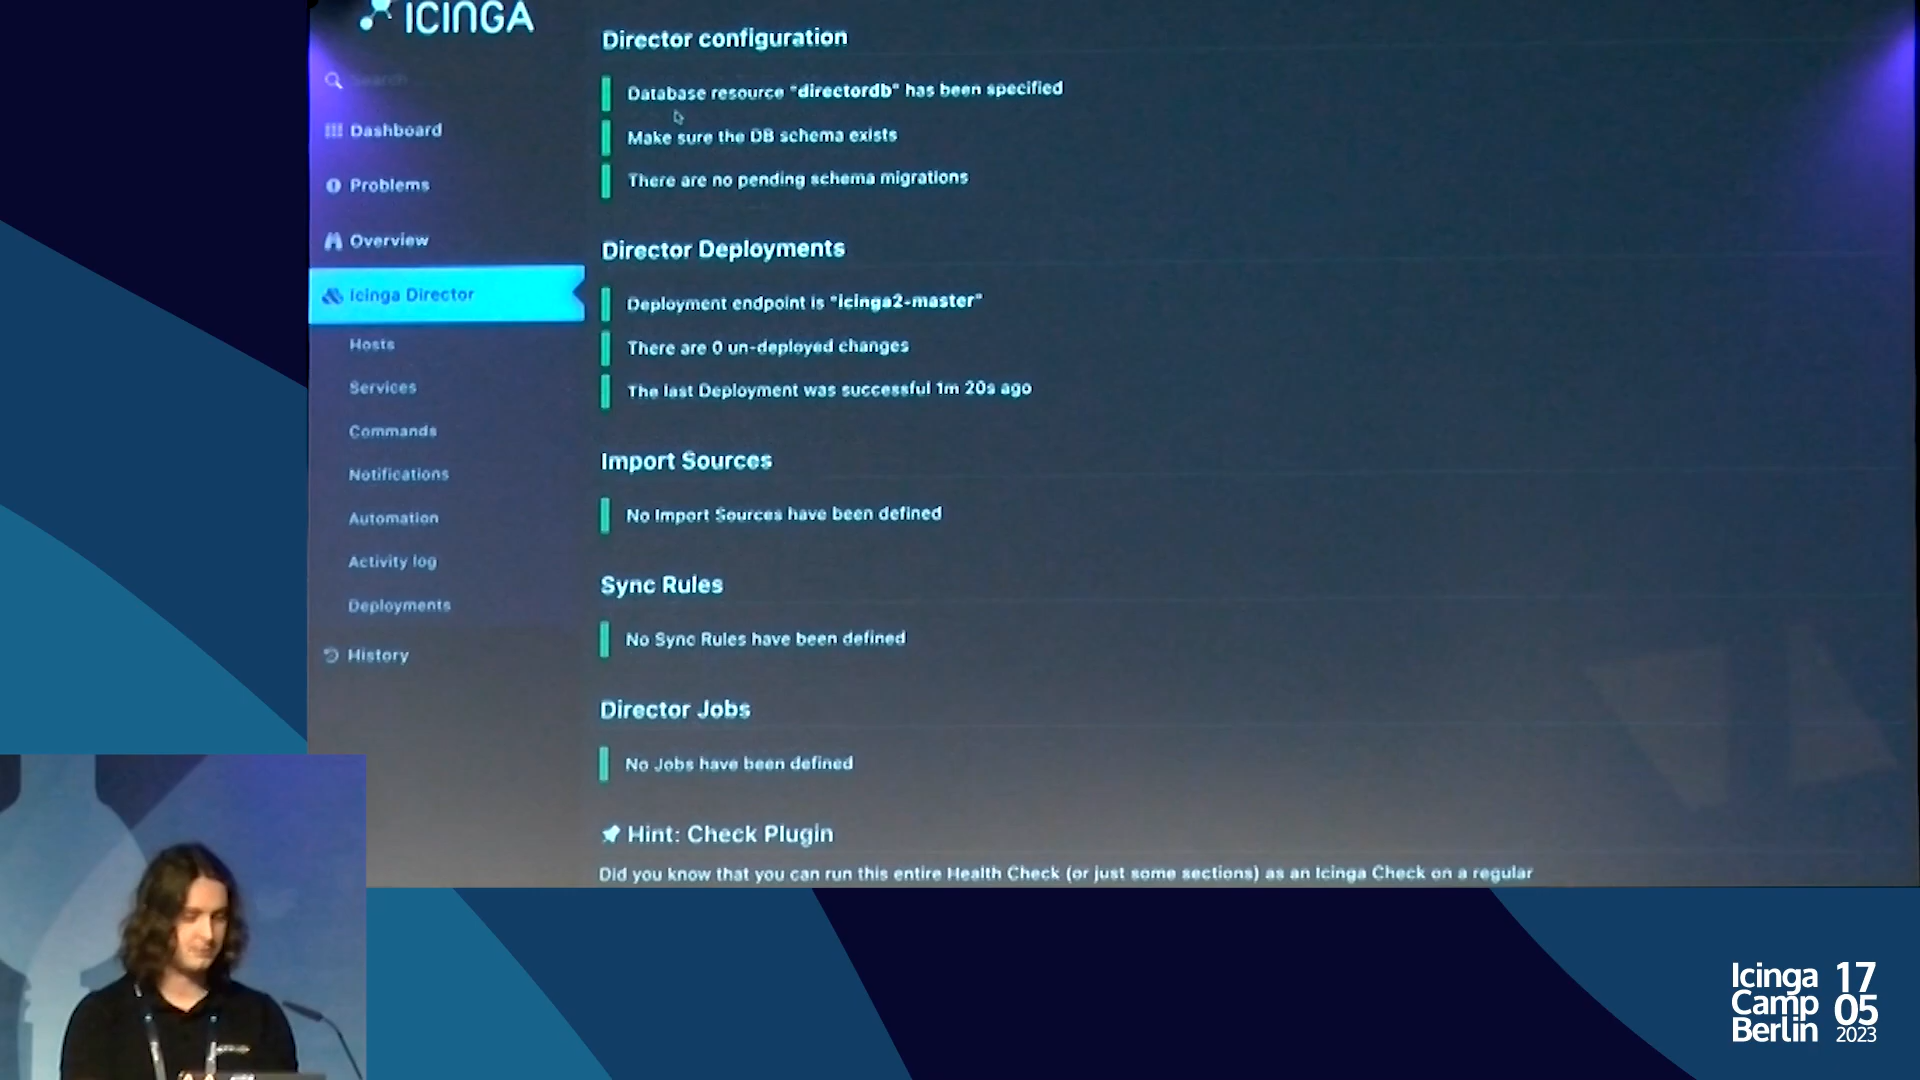 ICINGA
Search
Dashboard
Problems
Overview
Icinga Director
Hosts
Services
Commands
Notifications
Automation
Activity log
Deployments
History
Director configuration
Database resource "directordb" has been specified
Make sure the DB schema exists
There are no pending schema migrations
Director Deployments
Deployment endpoint is "icinga2-master"
There are 0 un-deployed changes
The last Deployment was successful 1m 20s ago
Import Sources
No Import Sources have been defined
Sync Rules
No Sync Rules have been defined
Director Jobs
No Jobs have been defined
Hint: Check Plugin
Did you know that you can run this entire Health Check (or just some sections) as an Icinga Check on a regular
Icinga
Camp
Berlin
17
05
2023